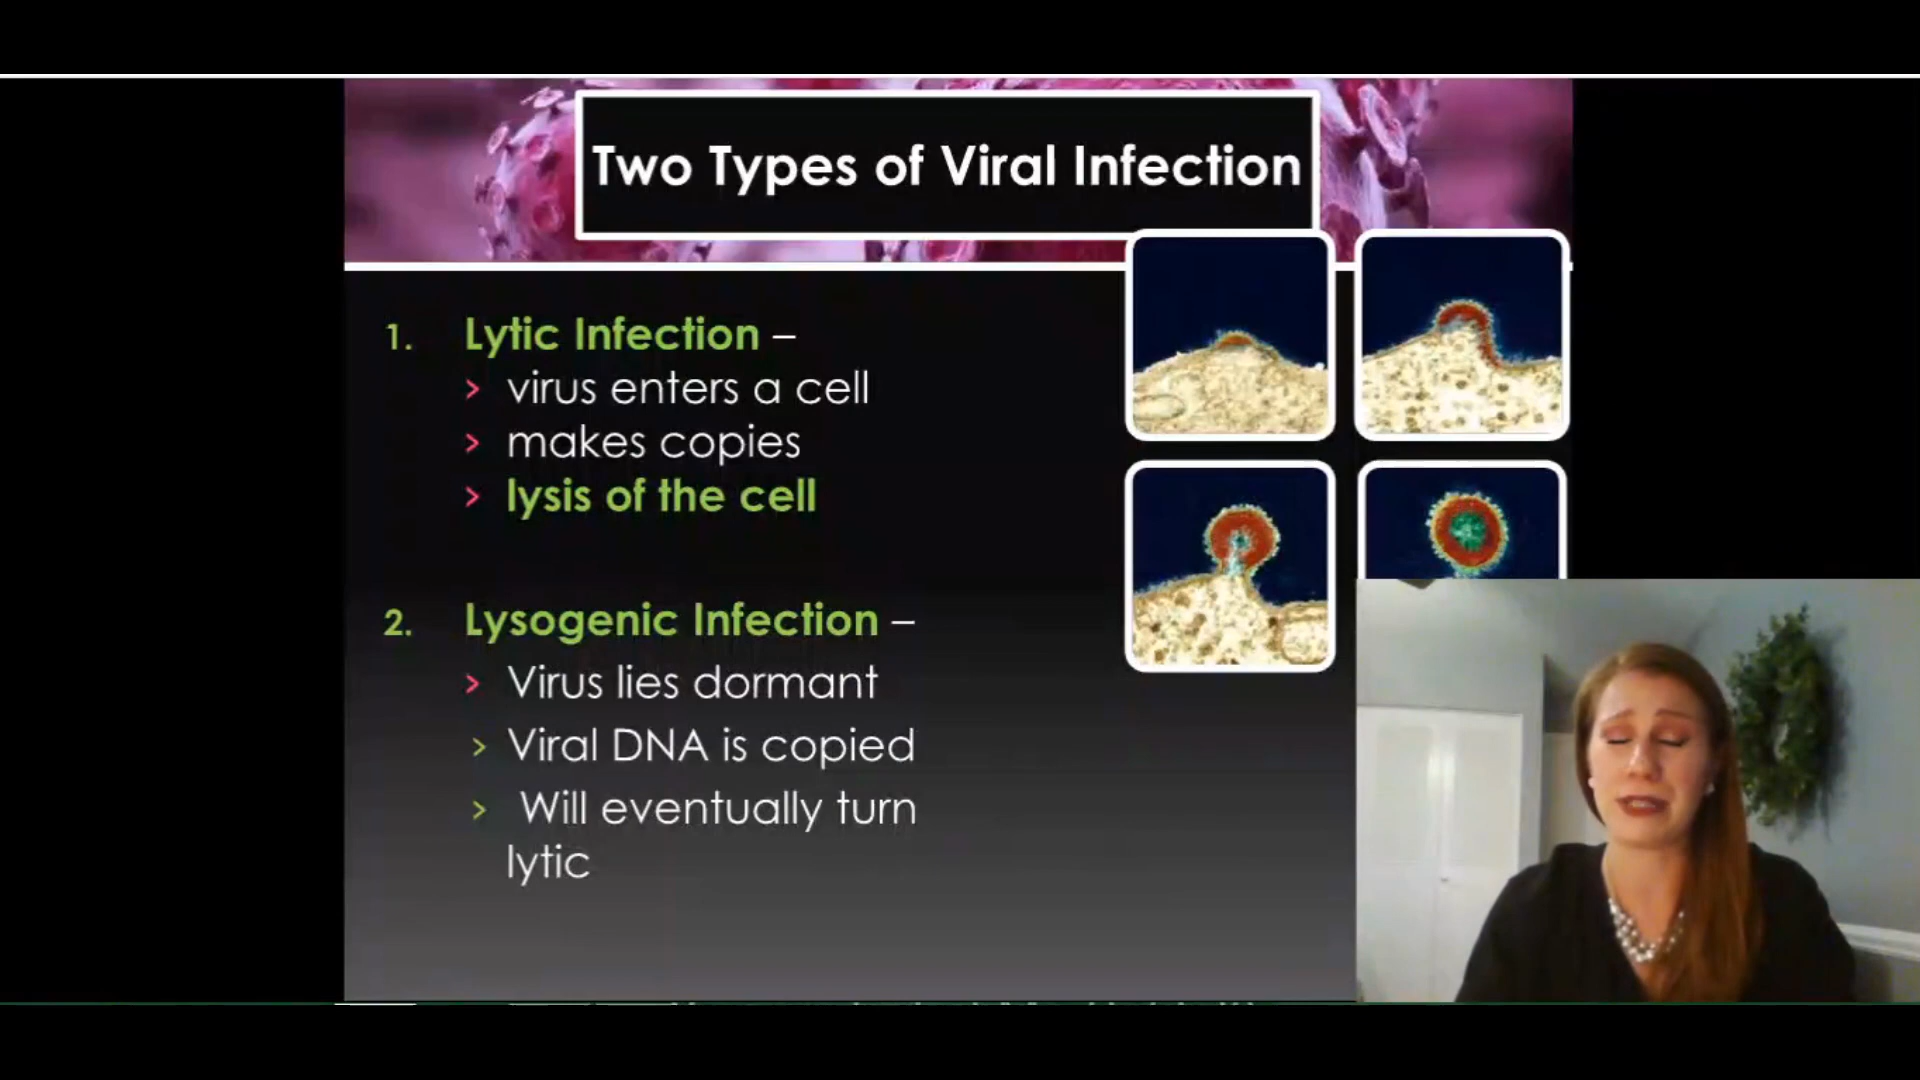 Two Types of Viral Infection
1. Lytic Infection –
> virus enters a cell
> makes copies
> lysis of the cell
2. Lysogenic Infection –
> Virus lies dormant
> Viral DNA is copied
> Will eventually turn
lytic